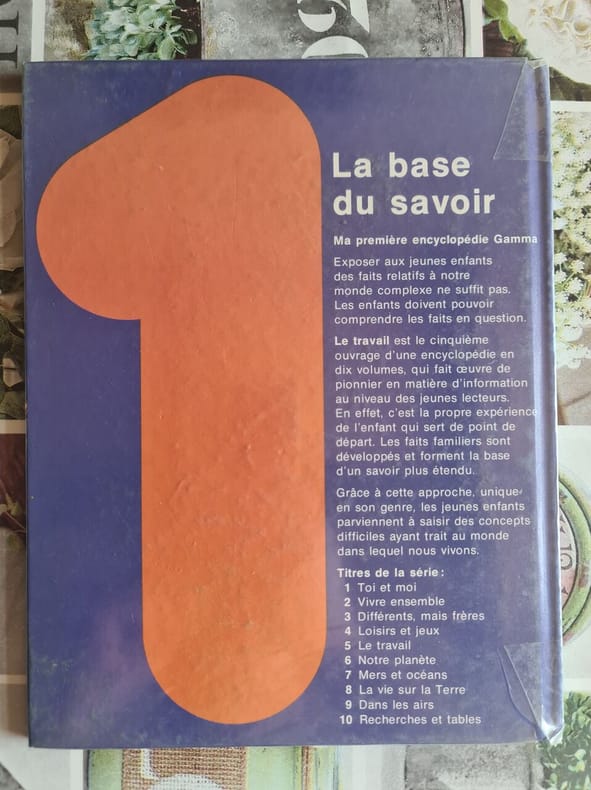 1
La base
du savoir
Ma première encyclopédie Gamma
Exposer aux jeunes enfants
des faits relatifs à notre
monde complexe ne suffit pas.
Les enfants doivent pouvoir
comprendre les faits en question.
Le travail est le cinquième
ouvrage d'une encyclopédie en
dix volumes, qui fait œuvre de
pionnier en matière d'information
au niveau des jeunes lecteurs.
En effet, c'est la propre expérience
de l'enfant qui sert de point de
départ. Les faits familiers sont
développés et forment la base
d'un savoir plus étendu.
Grâce à cette approche, unique
en son genre, les jeunes enfants
parviennent à saisir des concepts
difficiles ayant trait au monde
dans lequel nous vivons.
Titres de la série :
1 Toi et moi
2 Vivre ensemble
3 Différents, mais frères
4 Loisirs et jeux
5 Le travail
6 Notre planète
7 Mers et océans
8 La vie sur la Terre
9 Dans les airs
10 Recherches et tables